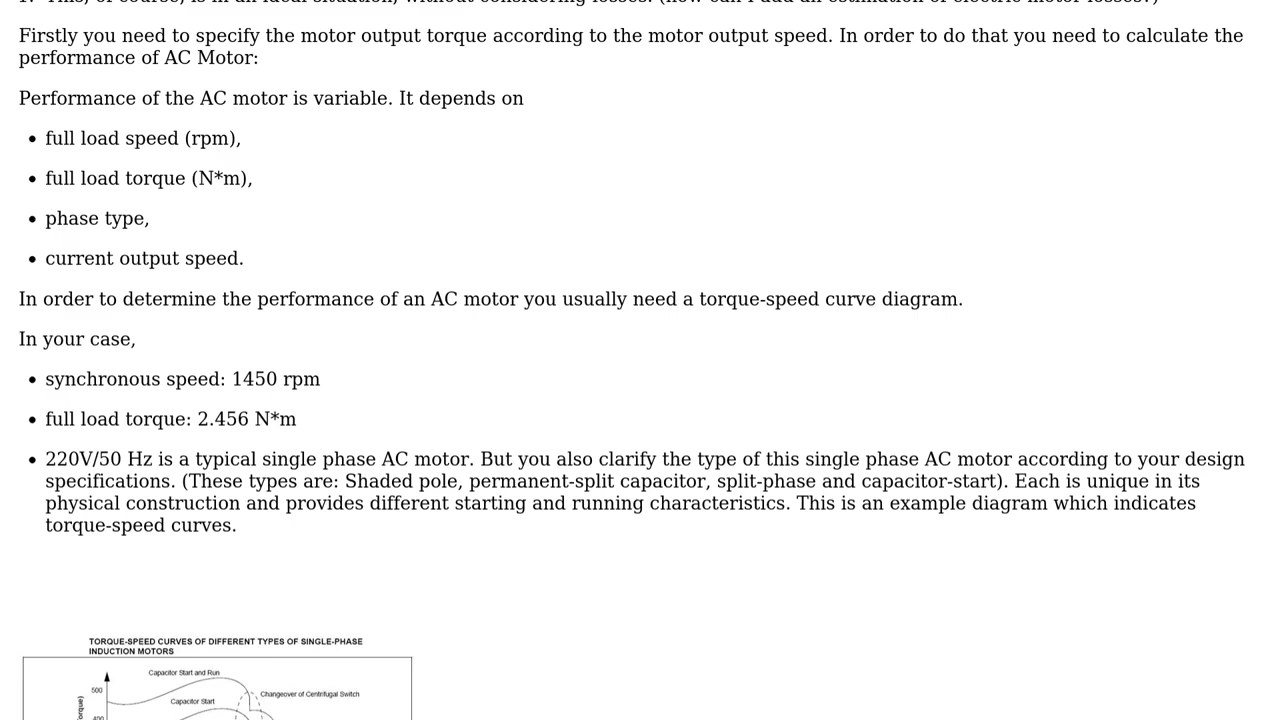 Firstly you need to specify the motor output torque according to the motor output speed. In order to do that you need to calculate the
performance of AC Motor:
Performance of the AC motor is variable. It depends on
• full load speed (rpm),
• full load torque (N*m),
• phase type,
• current output speed.
In order to determine the performance of an AC motor you usually need a torque-speed curve diagram.
In your case,
• synchronous speed: 1450 rpm
• full load torque: 2.456 N*m
• 220V/50 Hz is a typical single phase AC motor. But you also clarify the type of this single phase AC motor according to your design
specifications. (These types are: Shaded pole, permanent-split capacitor, split-phase and capacitor-start). Each is unique in its
physical construction and provides different starting and running characteristics. This is an example diagram which indicates
torque-speed curves.
TORQUE-SPEED CURVES OF DIFFERENT TYPES OF SINGLE-PHASE
INDUCTION MOTORS
Capacitor Start and Run
500
Changeover of Centrifugal Switch
Capacitor Start